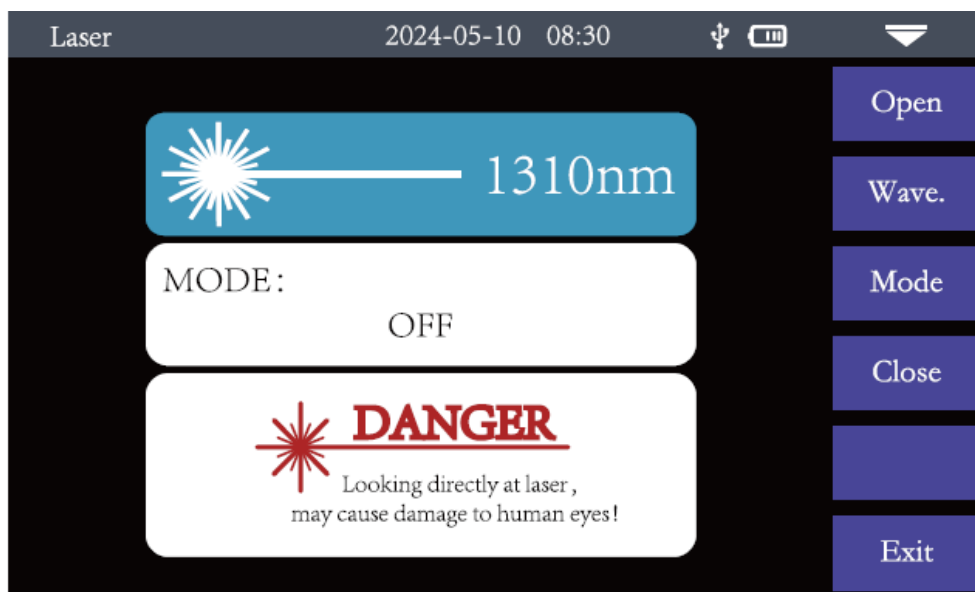 Laser 2024-05-10 08:30
Open
1310nm
Wave.
MODE:
OFF
Mode
Close
DANGER
Looking directly at laser,
may cause damage to human eyes!
Exit